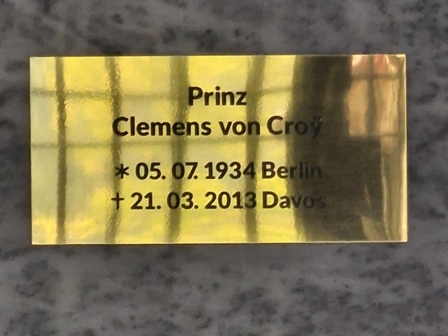 Prinz
Clemens von Croÿ
* 05. 07. 1934 Berlin
† 21. 03. 2013 Davos